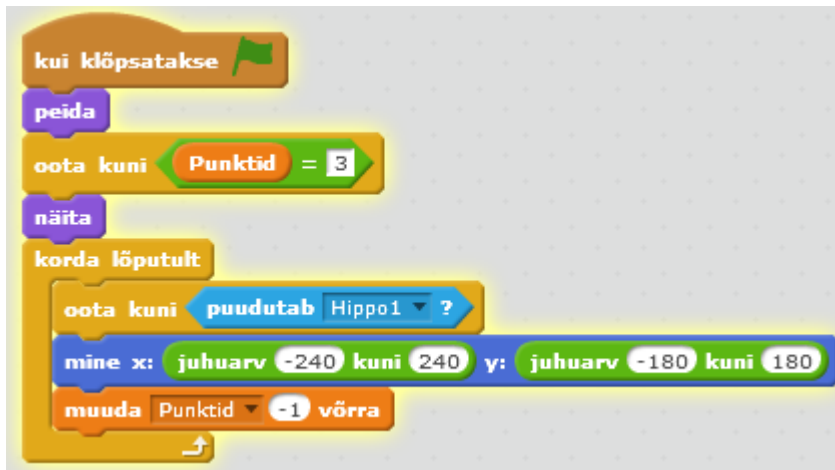 kui klõpsatakse
peida
oota kuni Punktid = 3
näita
korda lõputult
oota kuni puudutab Hippo1 ?
mine x: juhuarv -240 kuni 240 y: juhuarv -180 kuni 180
muuda Punktid -1 võrra